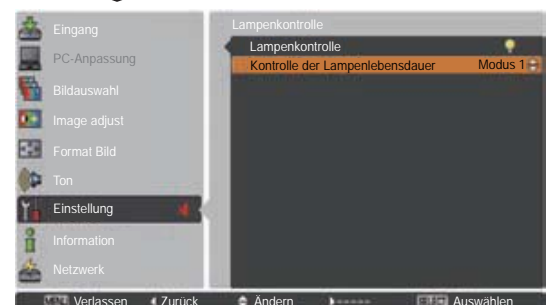 Eingang
PC-Anpassung
Bildauswahl
Image adjust
Format Bild
Ton
Einstellung
Information
Netzwerk
Lampenkontrolle
Lampenkontrolle
Kontrolle der Lampenlebensdauer Modus 1
Verlassen Zurück Ändern ----- Auswählen